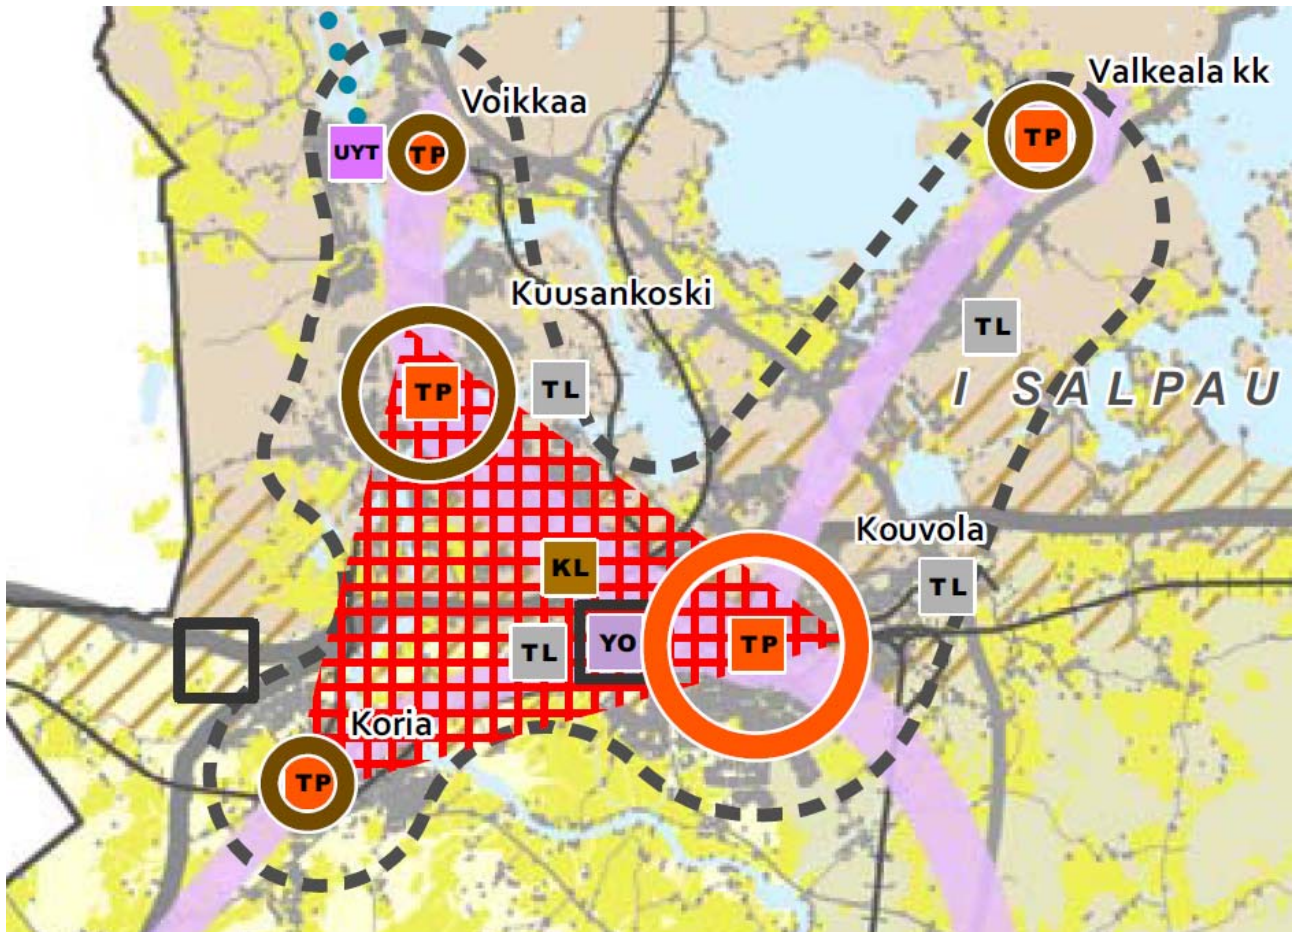 Valkeala kk
Voikkaa
UYT
TP
TP
Kuusankoski
TL
TP
TL
I SALPAU
Kouvola
KL
TL
YO
TP
TL
Koria
TP